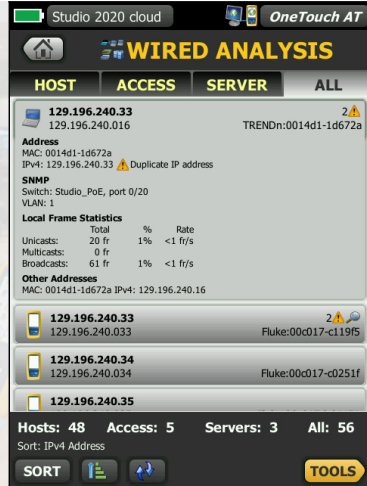 Studio 2020 cloud
OneTouch AT
WIRED ANALYSIS
HOST ACCESS SERVER ALL
129.196.240.33 2
129.196.240.016 TRENDn:0014d1-1d672a
Address
MAC: 0014d1-1d672a
IPv4: 129.196.240.33 Duplicate IP address
SNMP
Switch: Studio_PoE, port 0/20
VLAN: 1
Local Frame Statistics
Total % Rate
Unicasts: 20 fr 1% <1 fr/s
Multicasts: 0 fr
Broadcasts: 61 fr 1% <1 fr/s
Other Addresses
MAC: 0014d1-1d672a IPv4: 129.196.240.16
129.196.240.33 2
129.196.240.033 Fluke:00c017-c119f5
129.196.240.34
129.196.240.034 Fluke:00c017-c0251f
129.196.240.35
Hosts: 48 Access: 5 Servers: 3 All: 56
Sort: IPv4 Address
SORT
TOOLS